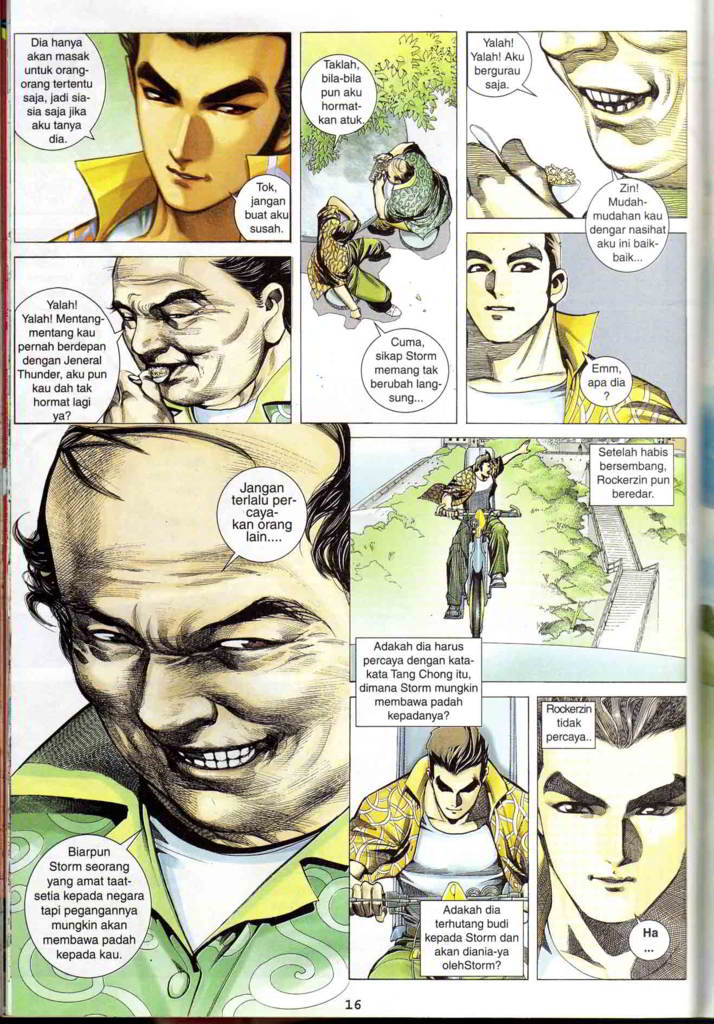 Dia hanya
akan masak
untuk orang-
orang tertentu
saja, jadi sia-
sia saja jika
aku tanya
dia.
Tok,
jangan
buat aku
susah.
Yalah!
Yalah! Mentang-
mentang kau
pernah berdepan
dengan Jeneral
Thunder, aku pun
kau dah tak
hormat lagi
ya?
Taklah,
bila-bila
pun aku
hormat-
kan atuk.
Cuma,
sikap Storm
memang tak
berubah lang-
sung...
Yalah!
Yalah! Aku
bergurau
saja.
Zin!
Mudah-
mudahan kau
dengar nasihat
aku ini baik-
baik...
Emm,
apa dia
?
Jangan
terlalu per-
caya-
kan orang
lain....
Biarpun
Storm seorang
yang amat taat-
setia kepada negara
tapi pegangannya
mungkin akan
membawa padah
kepada kau.
Setelah habis
bersembang,
Rockerzin pun
beredar.
Adakah dia harus
percaya dengan kata-
kata Tang Chong itu,
dimana Storm mungkin
membawa padah
kepadanya?
Adakah dia
terhutang budi
kepada Storm dan
akan diania-ya
olehStorm?
Rockerzin
tidak
percaya..
Ha
...
16